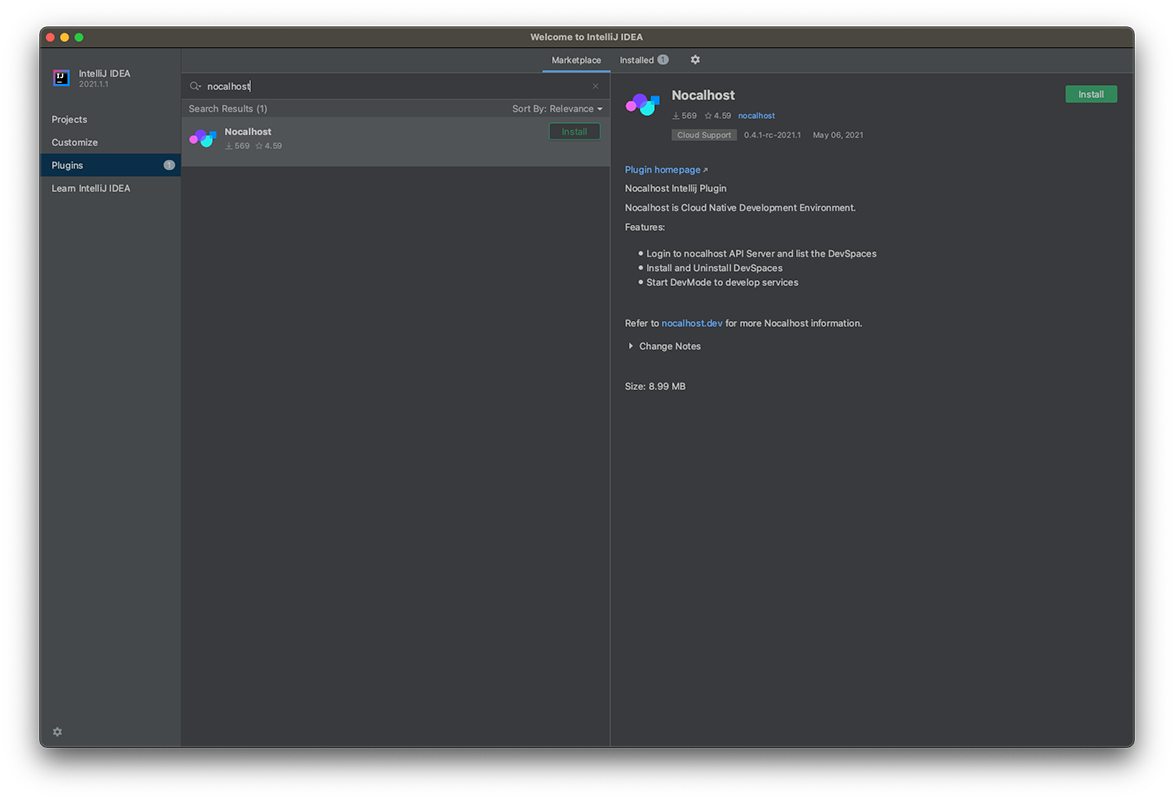 Welcome to IntelliJ IDEA
IJ
IntelliJ IDEA
2021.1.1
Projects
Customize
Plugins 1
Learn IntelliJ IDEA
Marketplace Installed 1
nocalhost
Search Results (1) Sort By: Relevance
Nocalhost Install
569 4.59
Nocalhost Install
569 4.59 nocalhost
Cloud Support 0.4.1-rc-2021.1 May 06, 2021
Plugin homepage
Nocalhost Intellij Plugin
Nocalhost is Cloud Native Development Environment.
Features:
• Login to nocalhost API Server and list the DevSpaces
• Install and Uninstall DevSpaces
• Start DevMode to develop services
Refer to nocalhost.dev for more Nocalhost information.
Change Notes
Size: 8.99 MB